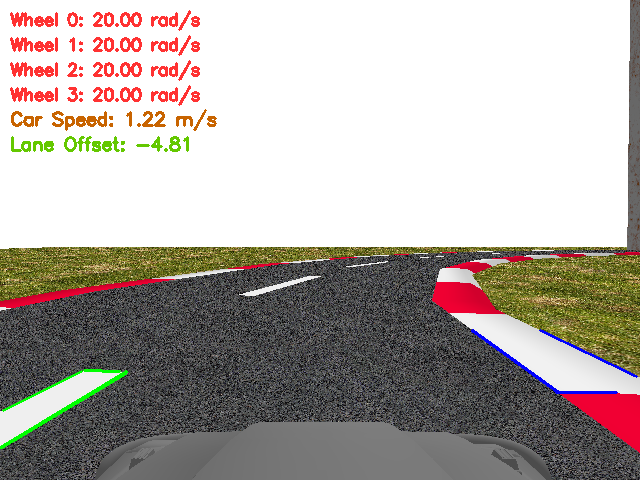 Wheel 0: 20.00 rad/s
Wheel 1: 20.00 rad/s
Wheel 2: 20.00 rad/s
Wheel 3: 20.00 rad/s
Car Speed: 1.22 m/s
Lane Offset: -4.81